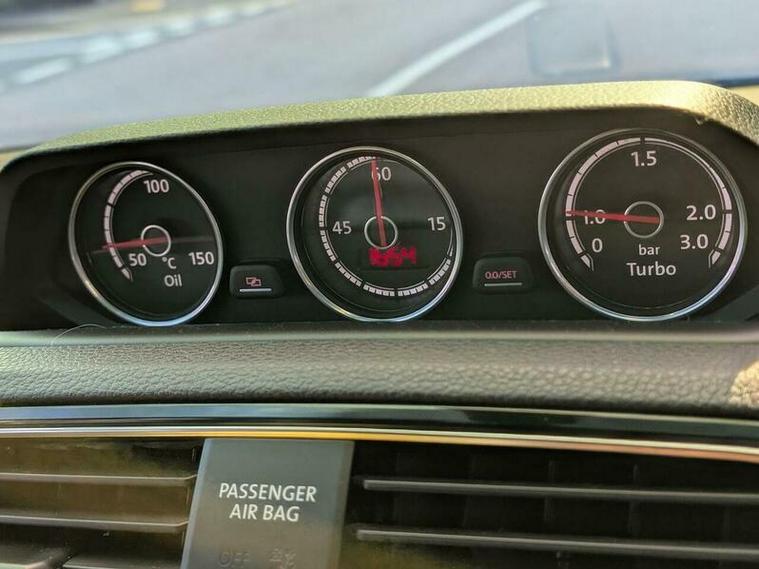 100
50
°C
150
Oil
60
45
15
0.0/SET
1.5
1.0
2.0
0
bar
3.0
Turbo
PASSENGER
AIR BAG
OFF